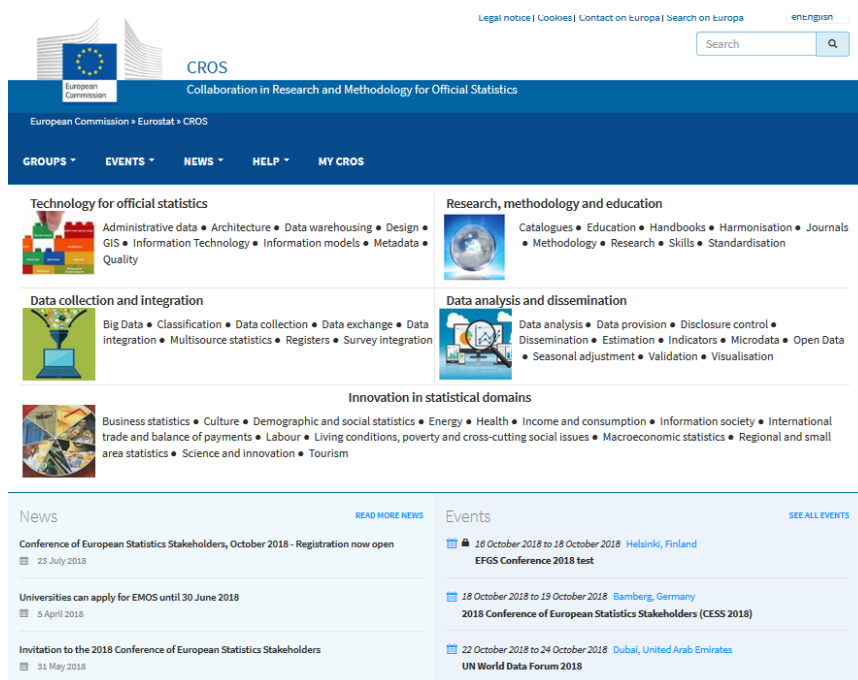 Legal notice | Cookies | Contact on Europa | Search on Europa
enEnglish
Search
European
Commission
CROS
Collaboration in Research and Methodology for Official Statistics
European Commission » Eurostat » CROS
GROUPS
EVENTS
NEWS
HELP
MY CROS
Technology for official statistics
Administrative data ● Architecture ● Data warehousing ● Design ●
GIS ● Information Technology ● Information models ● Metadata ●
Quality
Research, methodology and education
Catalogues ● Education ● Handbooks ● Harmonisation ● Journals
● Methodology ● Research ● Skills ● Standardisation
Data collection and integration
Big Data ● Classification ● Data collection ● Data exchange ● Data
integration ● Multisource statistics ● Registers ● Survey integration
Data analysis and dissemination
Data analysis ● Data provision ● Disclosure control ●
Dissemination ● Estimation ● Indicators ● Microdata ● Open Data
● Seasonal adjustment ● Validation ● Visualisation
Innovation in statistical domains
Business statistics ● Culture ● Demographic and social statistics ● Energy ● Health ● Income and consumption ● Information society ● International
trade and balance of payments ● Labour ● Living conditions, poverty and cross-cutting social issues ● Macroeconomic statistics ● Regional and small
area statistics ● Science and innovation ● Tourism
News
READ MORE NEWS
Conference of European Statistics Stakeholders, October 2018 - Registration now open
23 July 2018
Universities can apply for EMOS until 30 June 2018
5 April 2018
Invitation to the 2018 Conference of European Statistics Stakeholders
31 May 2018
Events
SEE ALL EVENTS
16 October 2018 to 18 October 2018 Helsinki, Finland
EFGS Conference 2018 test
18 October 2018 to 19 October 2018 Bamberg, Germany
2018 Conference of European Statistics Stakeholders (CESS 2018)
22 October 2018 to 24 October 2018 Dubai, United Arab Emirates
UN World Data Forum 2018